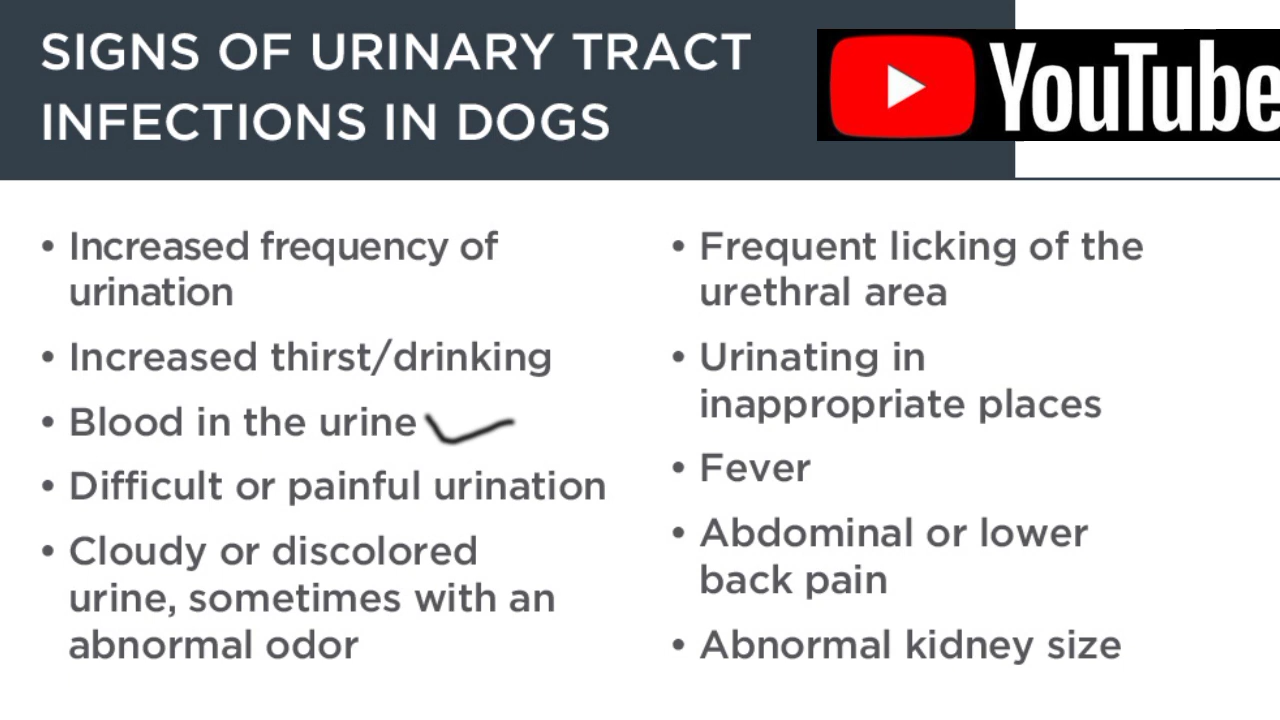 SIGNS OF URINARY TRACT
INFECTIONS IN DOGS
YouTube
• Increased frequency of
urination
• Increased thirst/drinking
• Blood in the urine
• Difficult or painful urination
• Cloudy or discolored
urine, sometimes with an
abnormal odor
• Frequent licking of the
urethral area
• Urinating in
inappropriate places
• Fever
• Abdominal or lower
back pain
• Abnormal kidney size